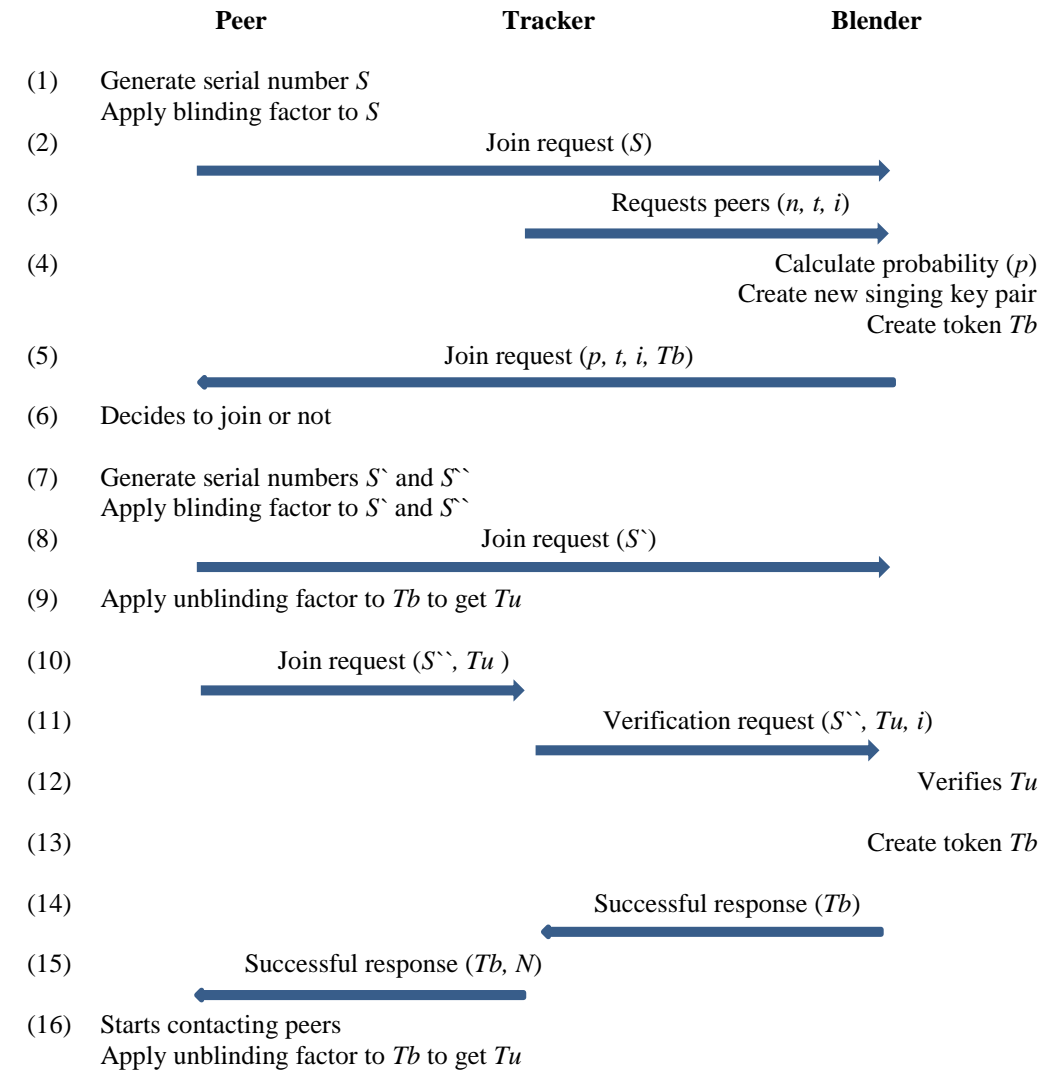 Peer Tracker Blender
(1) Generate serial number S
Apply blinding factor to S
(2) Join request (S)
(3) Requests peers (n, t, i)
(4) Calculate probability (p)
Create new singing key pair
Create token Tb
(5) Join request (p, t, i, Tb)
(6) Decides to join or not
(7) Generate serial numbers S` and S``
Apply blinding factor to S` and S``
(8) Join request (S`)
(9) Apply unblinding factor to Tb to get Tu
(10) Join request (S``, Tu )
(11) Verification request (S``, Tu, i)
(12) Verifies Tu
(13) Create token Tb
(14) Successful response (Tb)
(15) Successful response (Tb, N)
(16) Starts contacting peers
Apply unblinding factor to Tb to get Tu